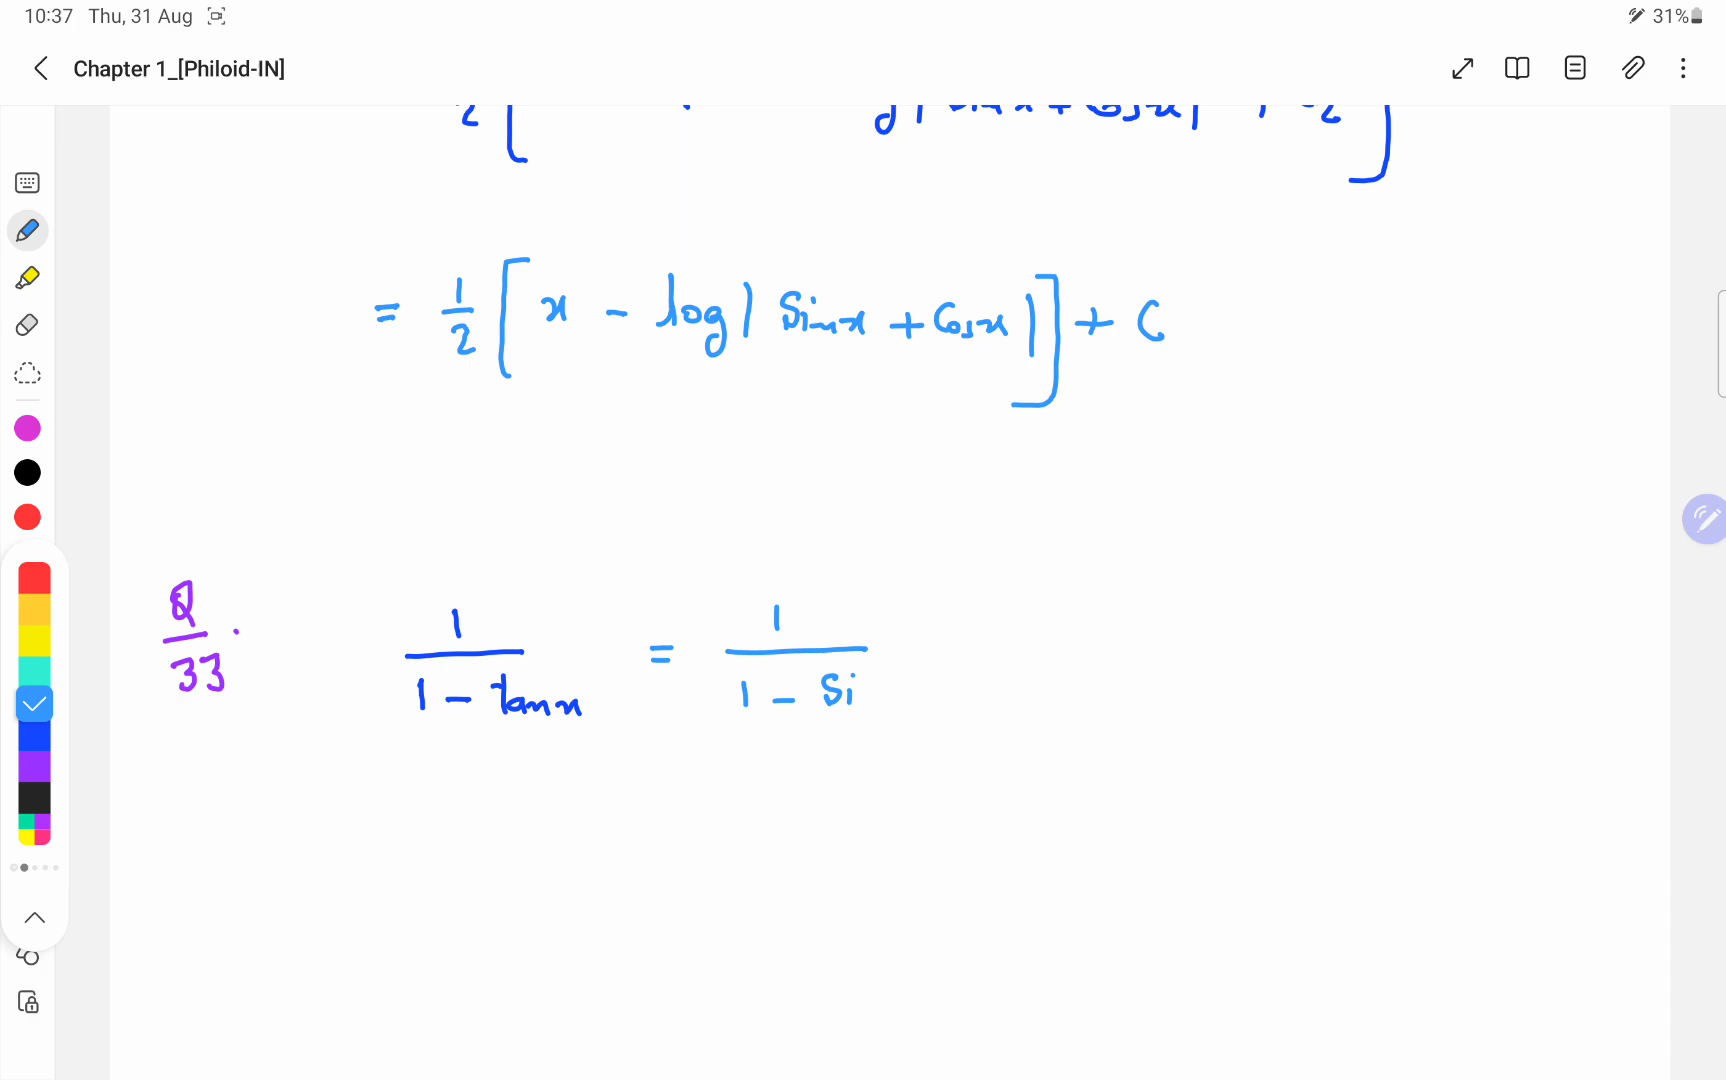 10:37 Thu, 31 Aug 31%
Chapter 1_[Philoid-IN]
= 1/2 [ x - log | Sinx + Cosx | ] + C
Q/33. 1/(1 - tanx) = 1/(1 - Si